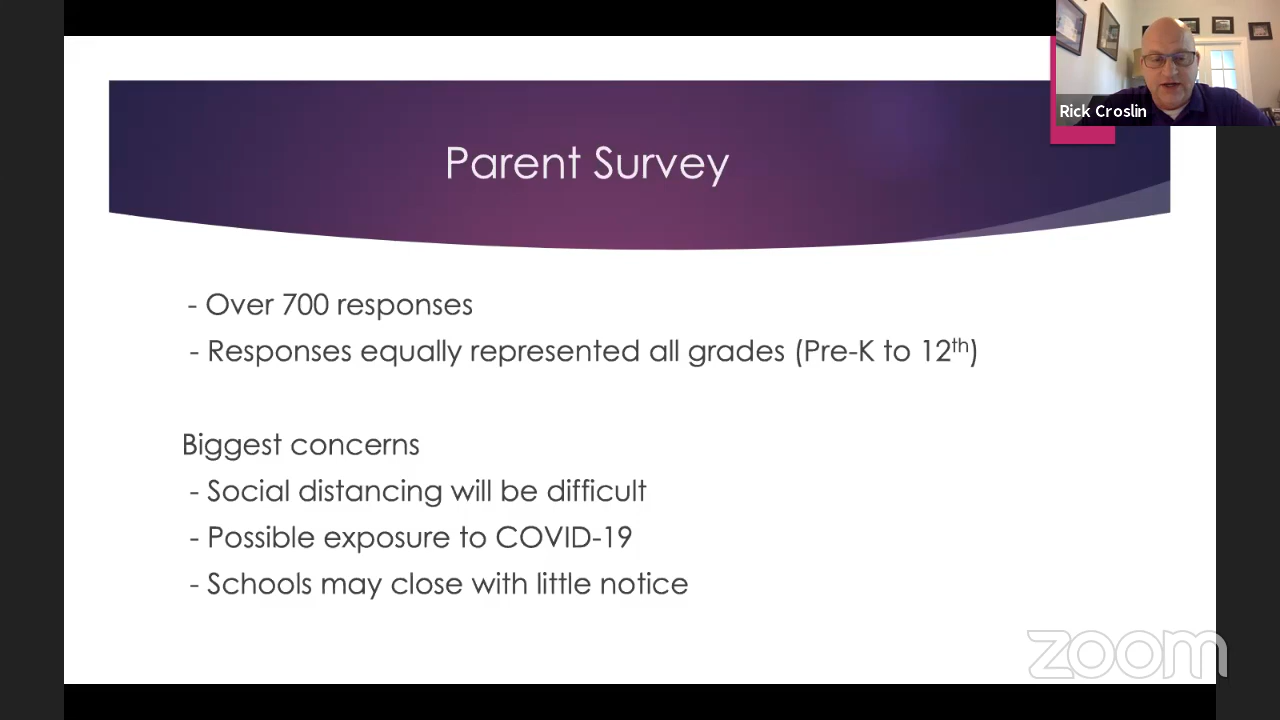 Rick Croslin
Parent Survey
- Over 700 responses
- Responses equally represented all grades (Pre-K to 12th)
Biggest concerns
- Social distancing will be difficult
- Possible exposure to COVID-19
- Schools may close with little notice
zoom